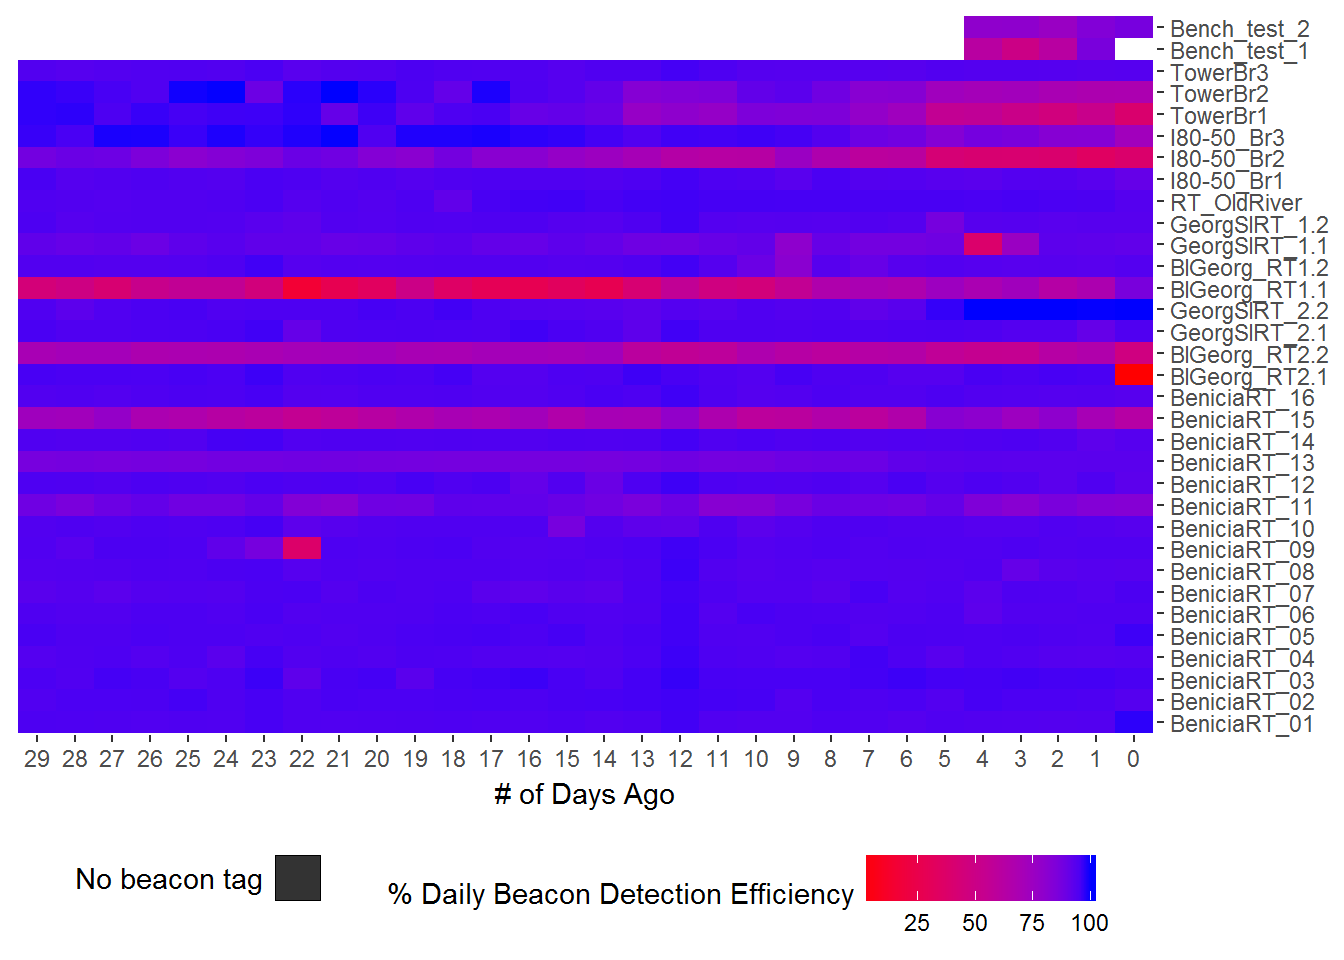 Bench_test_2
Bench_test_1
TowerBr3
TowerBr2
TowerBr1
I80-50_Br3
I80-50_Br2
I80-50_Br1
RT_OldRiver
GeorgSlRT_1.2
GeorgSlRT_1.1
BlGeorg_RT1.2
BlGeorg_RT1.1
GeorgSlRT_2.2
GeorgSlRT_2.1
BlGeorg_RT2.2
BlGeorg_RT2.1
BeniciaRT_16
BeniciaRT_15
BeniciaRT_14
BeniciaRT_13
BeniciaRT_12
BeniciaRT_11
BeniciaRT_10
BeniciaRT_09
BeniciaRT_08
BeniciaRT_07
BeniciaRT_06
BeniciaRT_05
BeniciaRT_04
BeniciaRT_03
BeniciaRT_02
BeniciaRT_01
29 28 27 26 25 24 23 22 21 20 19 18 17 16 15 14 13 12 11 10 9 8 7 6 5 4 3 2 1 0
# of Days Ago
No beacon tag
% Daily Beacon Detection Efficiency
25 50 75 100